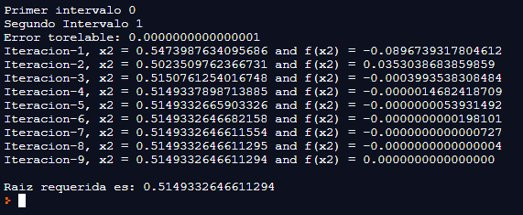 Primer intervalo 0
Segundo Intervalo 1
Error torelable: 0.0000000000000001
Iteracion-1, x2 = 0.5473987634095686 and f(x2) = -0.0896739317804612
Iteracion-2, x2 = 0.5023509762366731 and f(x2) = 0.0353038683859859
Iteracion-3, x2 = 0.5150761254016748 and f(x2) = -0.0003993538308484
Iteracion-4, x2 = 0.5149337898713885 and f(x2) = -0.0000014682418709
Iteracion-5, x2 = 0.5149332665903326 and f(x2) = -0.0000000053931492
Iteracion-6, x2 = 0.5149332646682158 and f(x2) = -0.0000000000198101
Iteracion-7, x2 = 0.5149332646611554 and f(x2) = -0.0000000000000727
Iteracion-8, x2 = 0.5149332646611295 and f(x2) = -0.0000000000000004
Iteracion-9, x2 = 0.5149332646611294 and f(x2) = 0.0000000000000000
Raiz requerida es: 0.5149332646611294